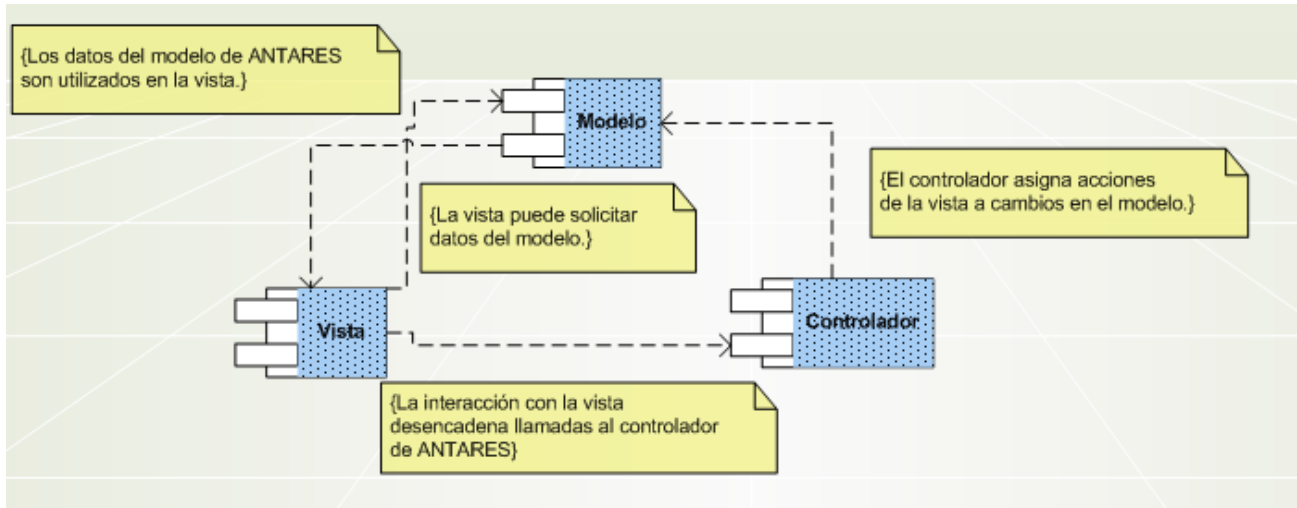 {Los datos del modelo de ANTARES
son utilizados en la vista.}
Modelo
{El controlador asigna acciones
de la vista a cambios en el modelo.}
{La vista puede solicitar
datos del modelo.}
Vista
Controlador
{La interacción con la vista
desencadena llamadas al controlador
de ANTARES}